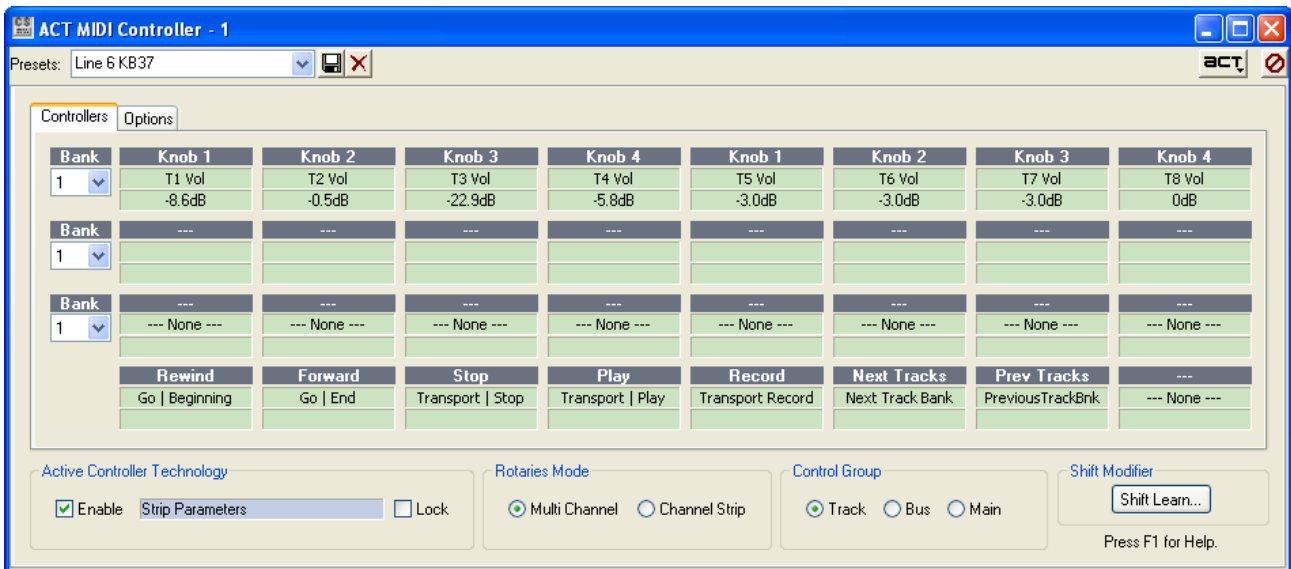 ACT MIDI Controller - 1
Presets: Line 6 KB37 act
Controllers Options
Bank Knob 1 Knob 2 Knob 3 Knob 4 Knob 1 Knob 2 Knob 3 Knob 4
1 T1 Vol T2 Vol T3 Vol T4 Vol T5 Vol T6 Vol T7 Vol T8 Vol
-8.6dB -0.5dB -22.9dB -5.8dB -3.0dB -3.0dB -3.0dB 0dB
Bank --- --- --- --- --- --- --- ---
1
Bank --- --- --- --- --- --- --- ---
1 --- None --- --- None --- --- None --- --- None --- --- None --- --- None --- --- None --- --- None ---
Rewind Forward Stop Play Record Next Tracks Prev Tracks ---
Go | Beginning Go | End Transport | Stop Transport | Play Transport Record Next Track Bank PreviousTrackBnk --- None ---
Active Controller Technology Rotaries Mode Control Group Shift Modifier
Enable Strip Parameters Lock Multi Channel Channel Strip Track Bus Main Shift Learn...
Press F1 for Help.